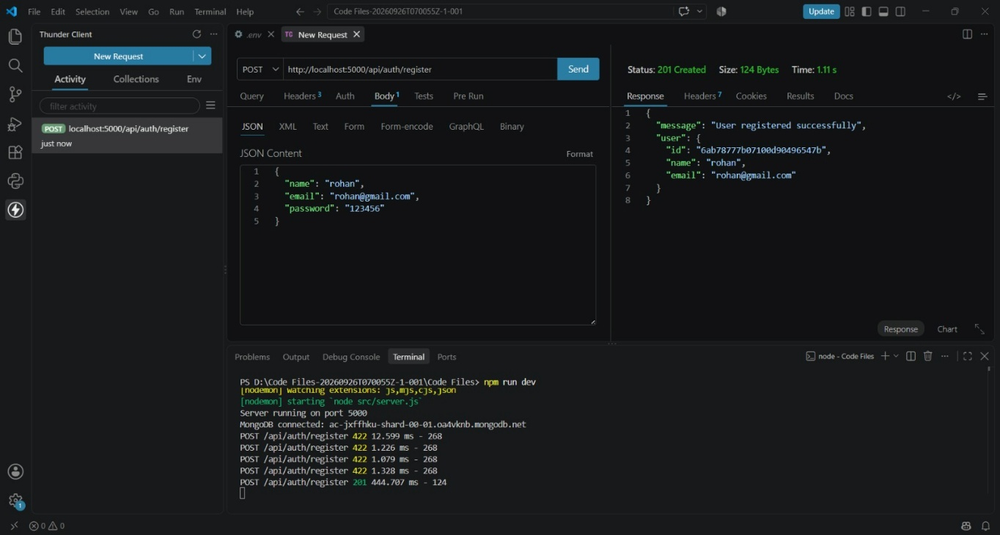 File Edit Selection View Go Run Terminal Help
Code Files-20260926T070055Z-1-001
Update
Thunder Client
New Request
Activity Collections Env
filter activity
POST localhost:5000/api/auth/register
just now
.env
TC New Request
POST http://localhost:5000/api/auth/register Send
Query Headers 3 Auth Body 1 Tests Pre Run
JSON XML Text Form Form-encode GraphQL Binary
JSON Content Format
1 {
2 "name": "rohan",
3 "email": "rohan@gmail.com",
4 "password": "123456"
5 }
Status: 201 Created Size: 124 Bytes Time: 1.11 s
Response Headers 7 Cookies Results Docs </>
1 {
2 "message": "User registered successfully",
3 "user": {
4 "id": "6ab78777b07100d90496547b",
5 "name": "rohan",
6 "email": "rohan@gmail.com"
7 }
8 }
Response Chart
Problems Output Debug Console Terminal Ports
node - Code Files
PS D:\Code Files-20260926T070055Z-1-001\Code Files> npm run dev
[nodemon] watching extensions: js,mjs,cjs,json
[nodemon] starting `node src/server.js`
Server running on port 5000
MongoDB connected: ac-jxffhku-shard-00-01.oa4vknb.mongodb.net
POST /api/auth/register 422 12.599 ms - 268
POST /api/auth/register 422 1.226 ms - 268
POST /api/auth/register 422 1.079 ms - 268
POST /api/auth/register 422 1.328 ms - 268
POST /api/auth/register 201 444.707 ms - 124
1
0 0